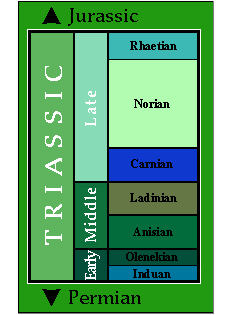 ▲ Jurassic
TRIASSIC
Late
Rhaetian
Norian
Carnian
Middle
Ladinian
Anisian
Early
Olenekian
Induan
▼ Permian